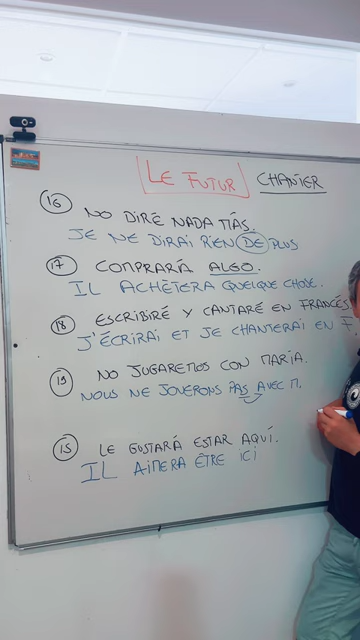 LE FUTUR CHANTER
16 NO DIRÉ NADA MÁS.
JE NE DIRAI RIEN DE PLUS
17 COMPRARÁ ALGO.
IL ACHÈTERA QUELQUE CHOSE.
18 ESCRIBIRÉ Y CANTARÉ EN FRANCÉS
J'ÉCRIRAI ET JE CHANTERAI EN F.
19 NO JUGAREMOS CON MARIA.
NOUS NE JOUERONS PAS AVEC M.
15 LE GUSTARÁ ESTAR AQUÍ.
IL AIMERA ÊTRE ICI